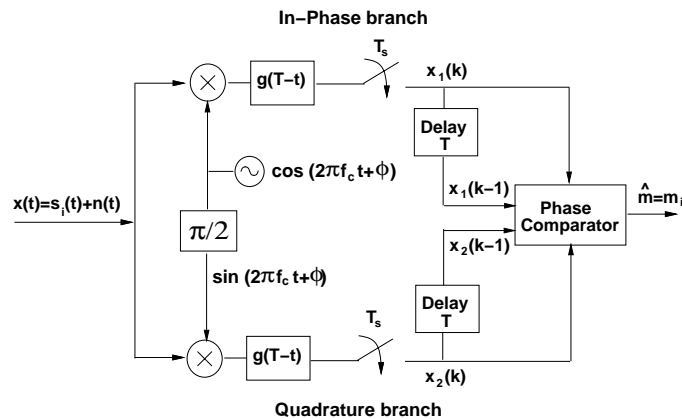 In-Phase branch
T_s
g(T-t)
x_1(k)
Delay
T
cos (2πf_c t+ϕ)
x_1(k-1)
x(t)=s_i(t)+n(t)
π/2
Phase
Comparator
m̂=m_i
x_2(k-1)
sin (2πf_c t+ϕ)
Delay
T
T_s
g(T-t)
x_2(k)
Quadrature branch